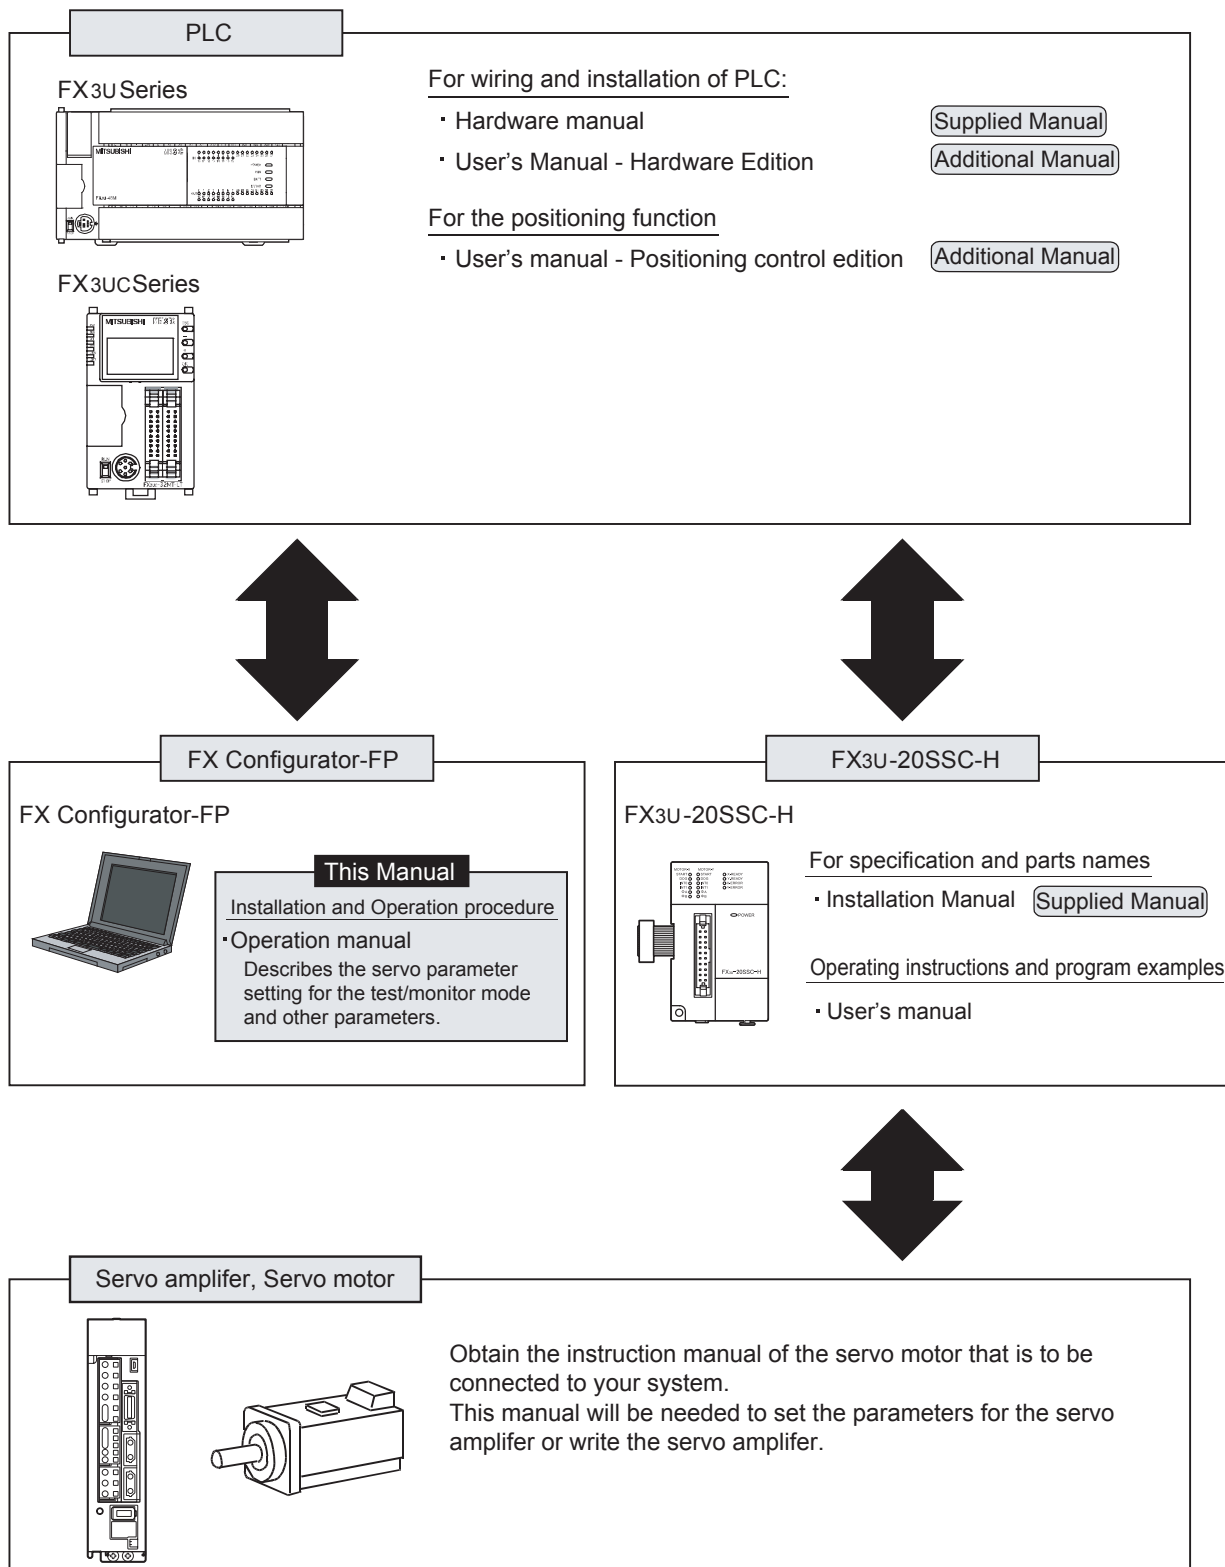 PLC
FX3U Series
MITSUBISHI
For wiring and installation of PLC:
· Hardware manual
Supplied Manual
· User's Manual - Hardware Edition
Additional Manual
For the positioning function
· User's manual - Positioning control edition
Additional Manual
FX3UC Series
MITSUBISHI
FX Configurator-FP
FX Configurator-FP
This Manual
Installation and Operation procedure
· Operation manual
Describes the servo parameter
setting for the test/monitor mode
and other parameters.
FX3U-20SSC-H
FX3U-20SSC-H
POWER
FX3U-20SSC-H
For specification and parts names
· Installation Manual
Supplied Manual
Operating instructions and program examples
· User's manual
Servo amplifer, Servo motor
Obtain the instruction manual of the servo motor that is to be
connected to your system.
This manual will be needed to set the parameters for the servo
amplifer or write the servo amplifer.